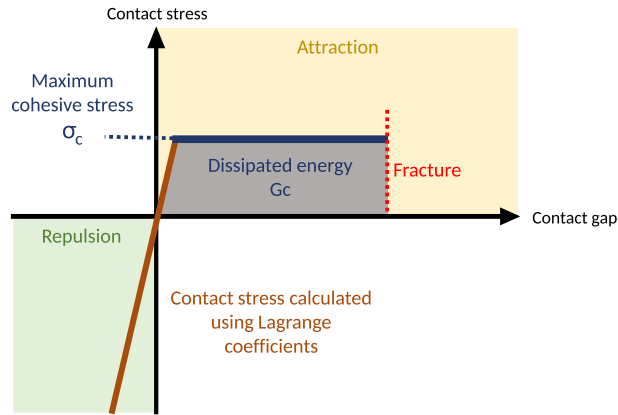 Contact stress
Attraction
Maximum
cohesive stress
σc
Dissipated energy
Gc
Fracture
Contact gap
Repulsion
Contact stress calculated
using Lagrange
coefficients